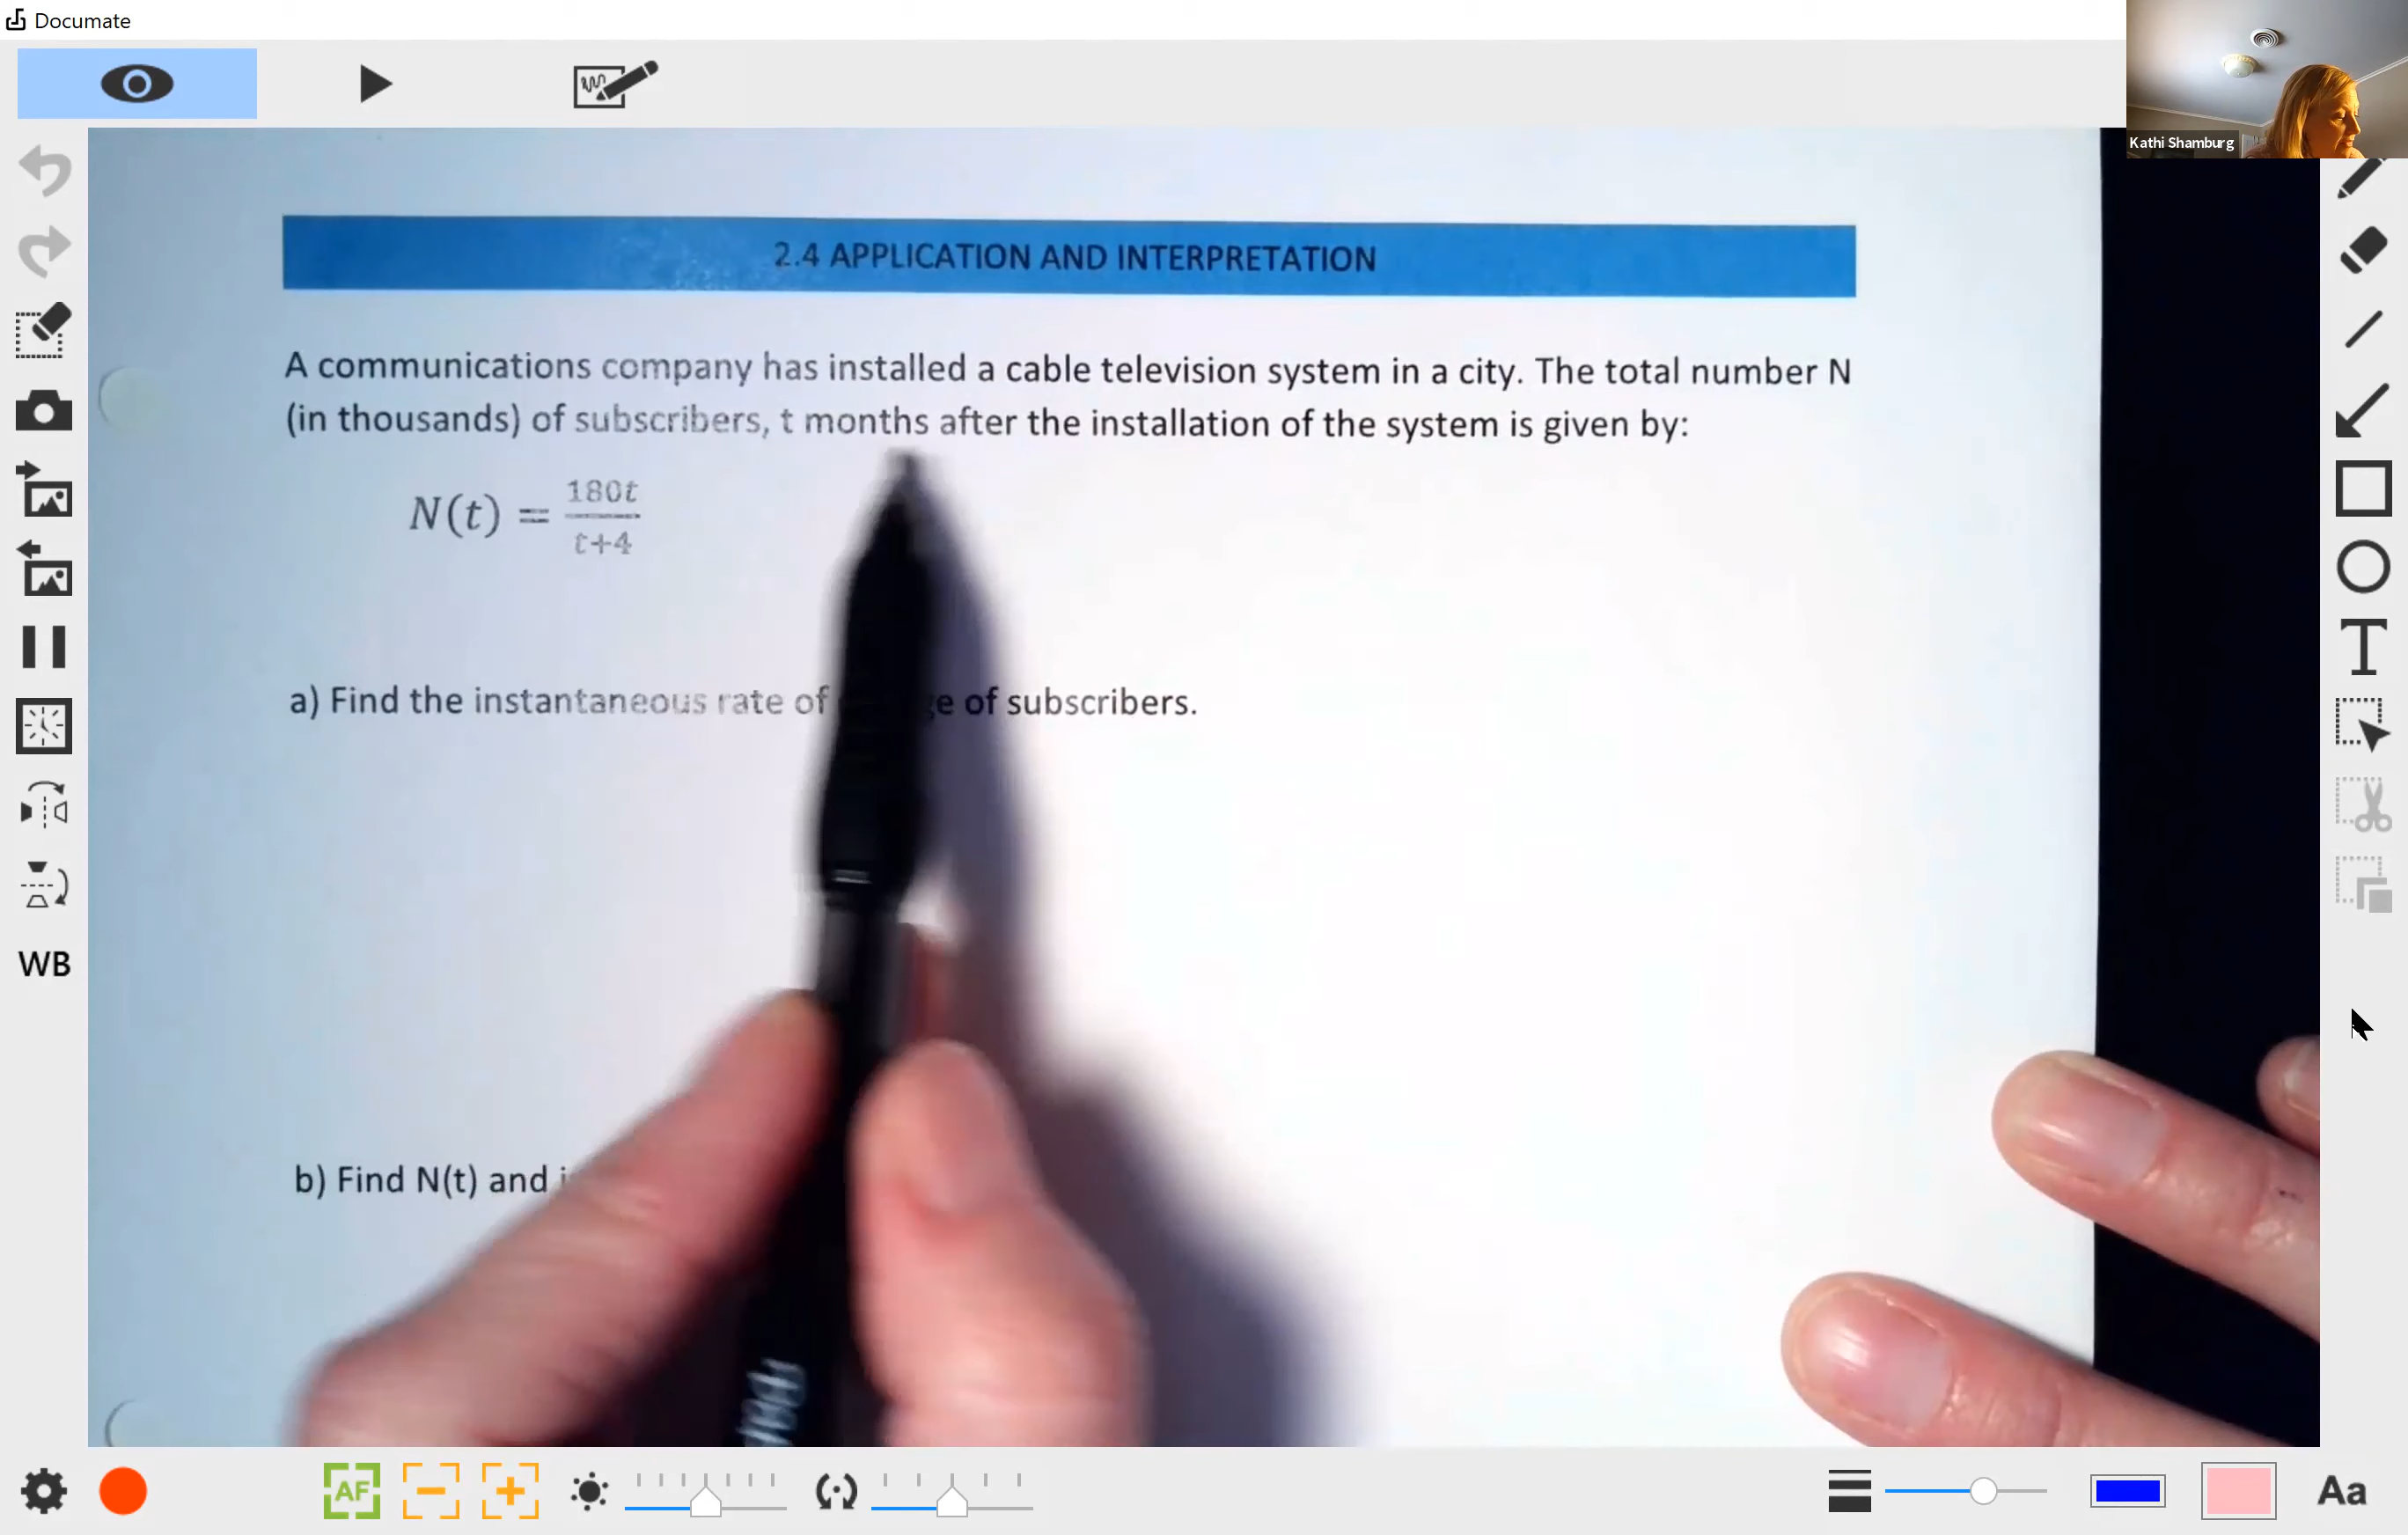 Documate
Kathi Shamburg
2.4 APPLICATION AND INTERPRETATION
A communications company has installed a cable television system in a city. The total number N
(in thousands) of subscribers, t months after the installation of the system is given by:
N(t) = 180t
t+4
a) Find the instantaneous rate of of subscribers.
b) Find N(t) and
WB
AF
Aa